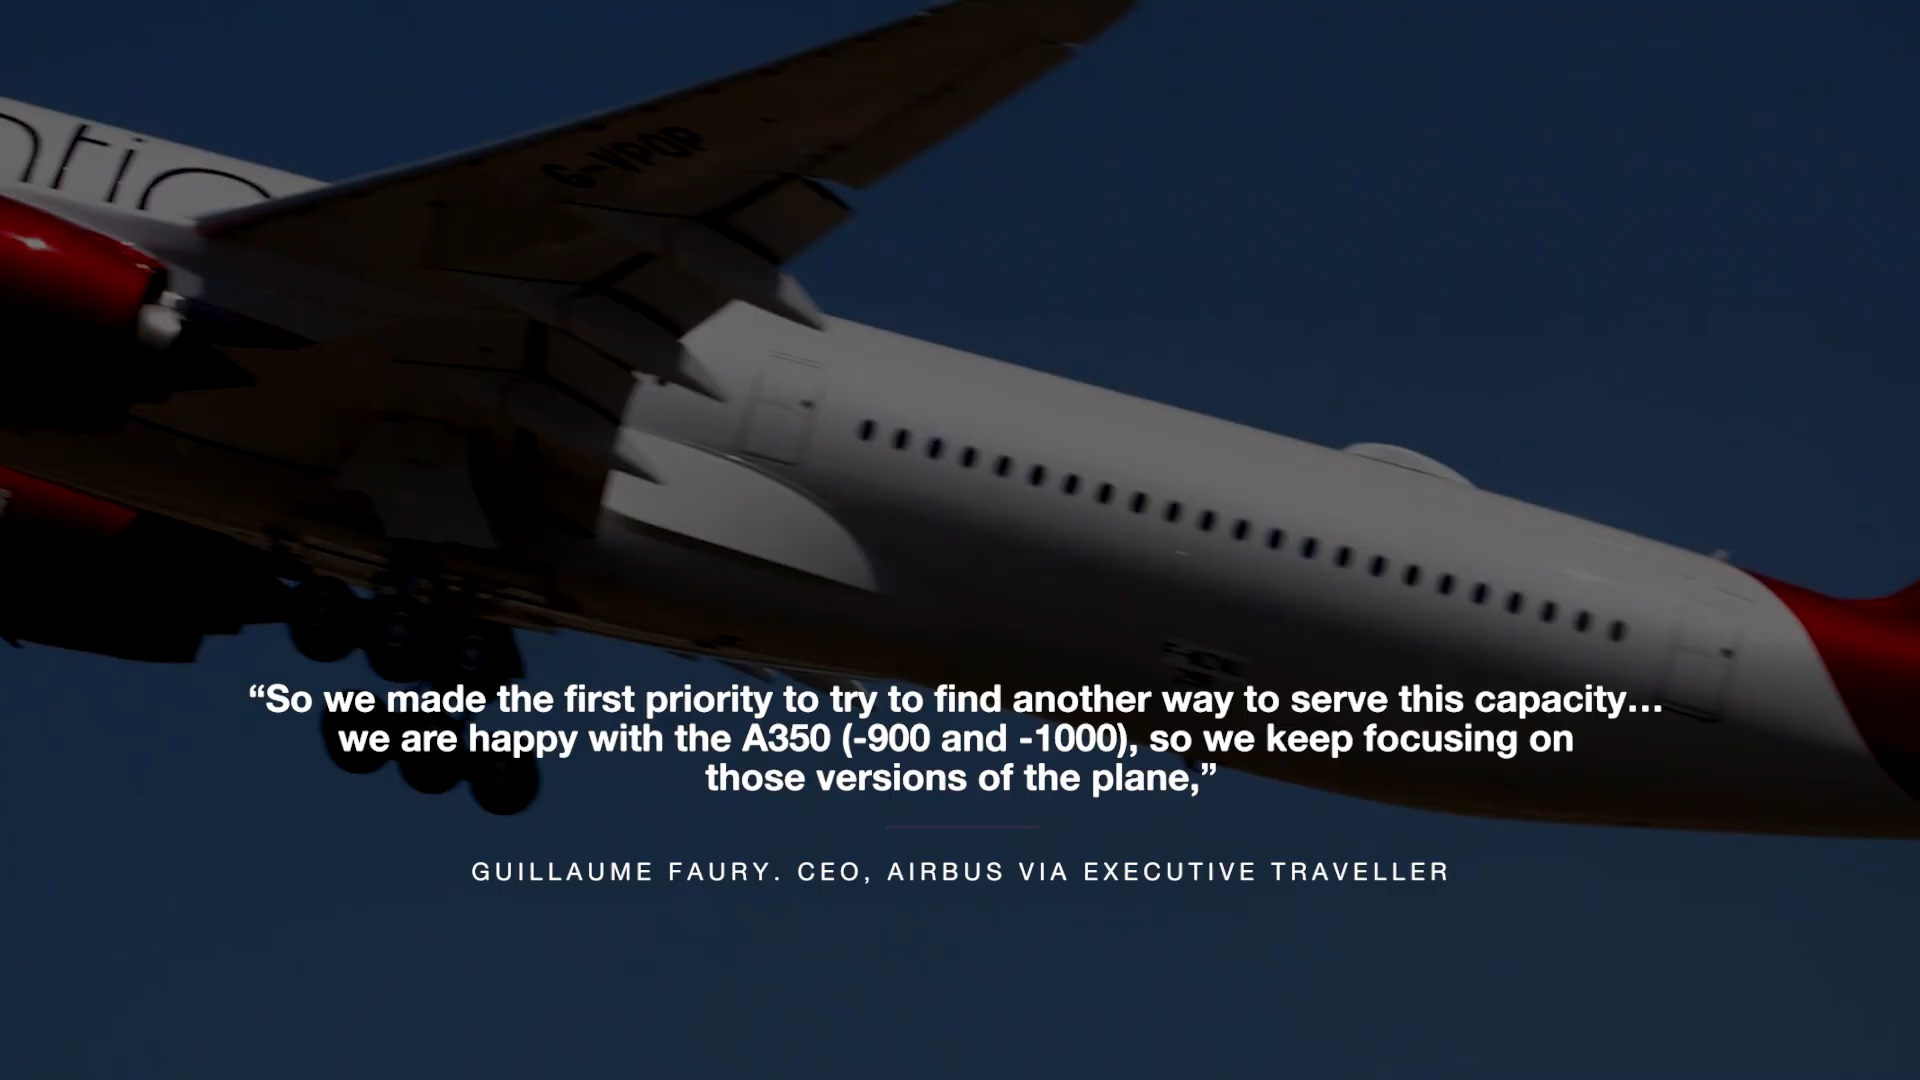 ntic
G-VPOP
“So we made the first priority to try to find another way to serve this capacity…
we are happy with the A350 (-900 and -1000), so we keep focusing on
those versions of the plane,”
GUILLAUME FAURY. CEO, AIRBUS VIA EXECUTIVE TRAVELLER